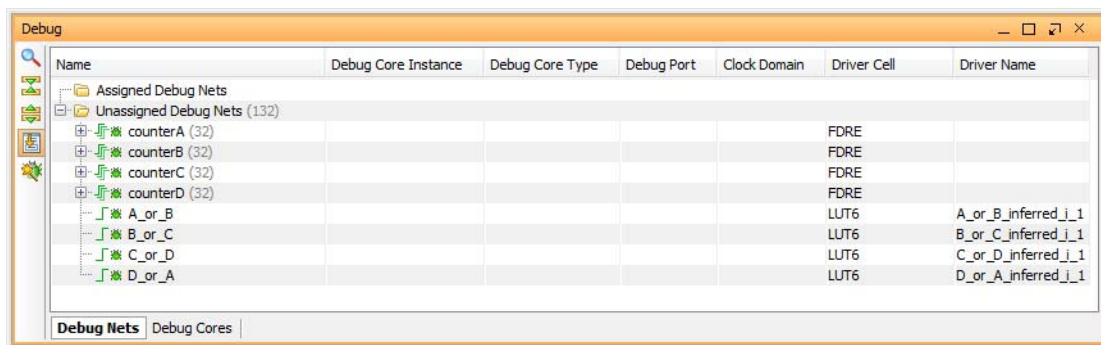 Debug
Name Debug Core Instance Debug Core Type Debug Port Clock Domain Driver Cell Driver Name
Assigned Debug Nets
Unassigned Debug Nets (132)
counterA (32) FDRE
counterB (32) FDRE
counterC (32) FDRE
counterD (32) FDRE
A_or_B LUT6 A_or_B_inferred_i_1
B_or_C LUT6 B_or_C_inferred_i_1
C_or_D LUT6 C_or_D_inferred_i_1
D_or_A LUT6 D_or_A_inferred_i_1
Debug Nets Debug Cores